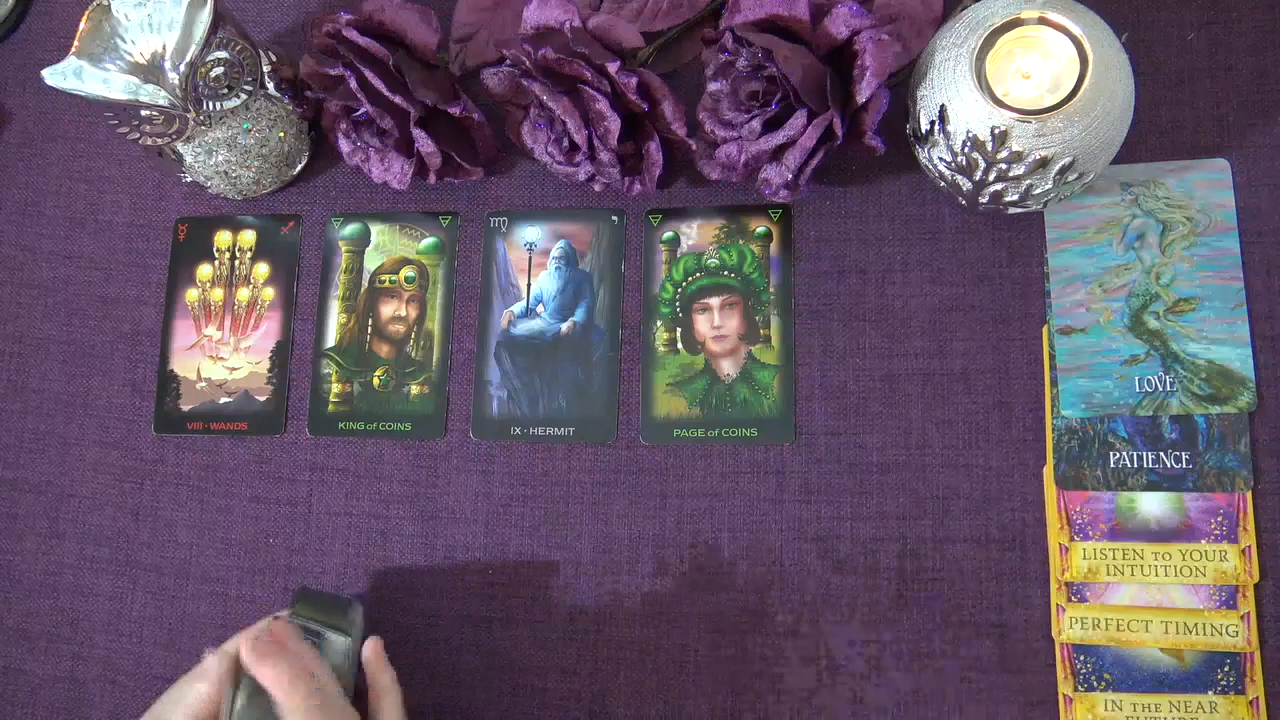 VIII • WANDS
KING of COINS
IX • HERMIT
PAGE of COINS
LOVE
PATIENCE
LISTEN TO YOUR
INTUITION
PERFECT TIMING
IN THE NEAR
FUTURE